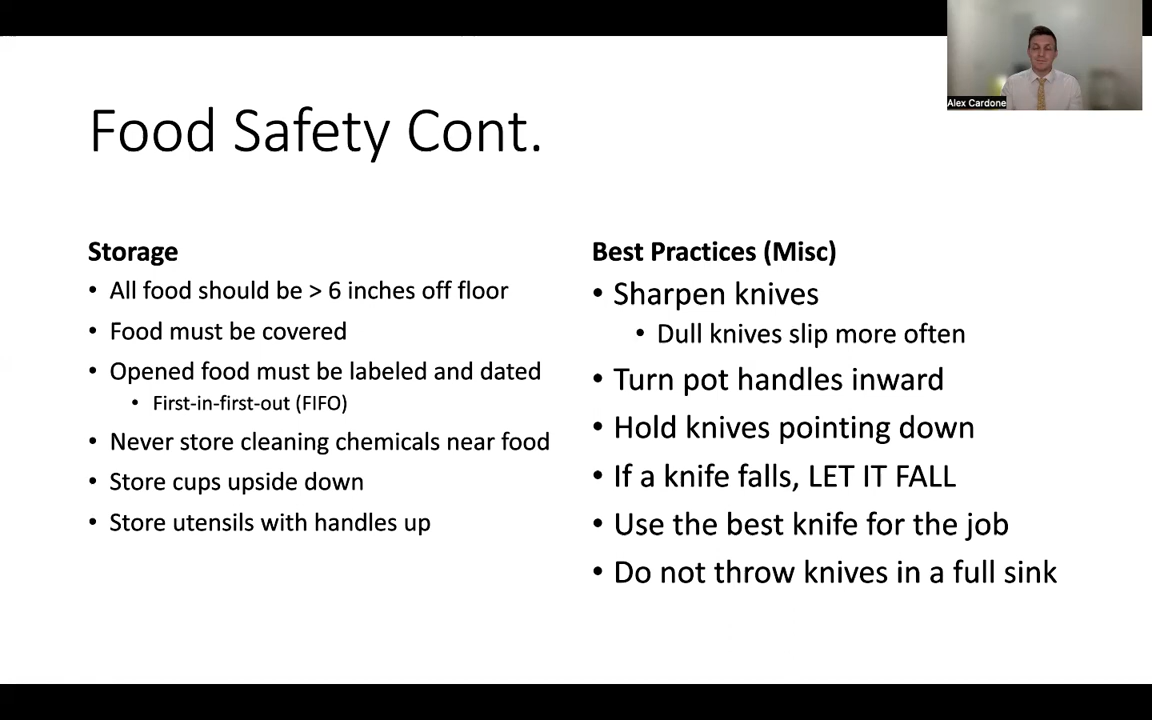 Alex Cardone
Food Safety Cont.
Storage
• All food should be > 6 inches off floor
• Food must be covered
• Opened food must be labeled and dated
• First-in-first-out (FIFO)
• Never store cleaning chemicals near food
• Store cups upside down
• Store utensils with handles up
Best Practices (Misc)
• Sharpen knives
• Dull knives slip more often
• Turn pot handles inward
• Hold knives pointing down
• If a knife falls, LET IT FALL
• Use the best knife for the job
• Do not throw knives in a full sink